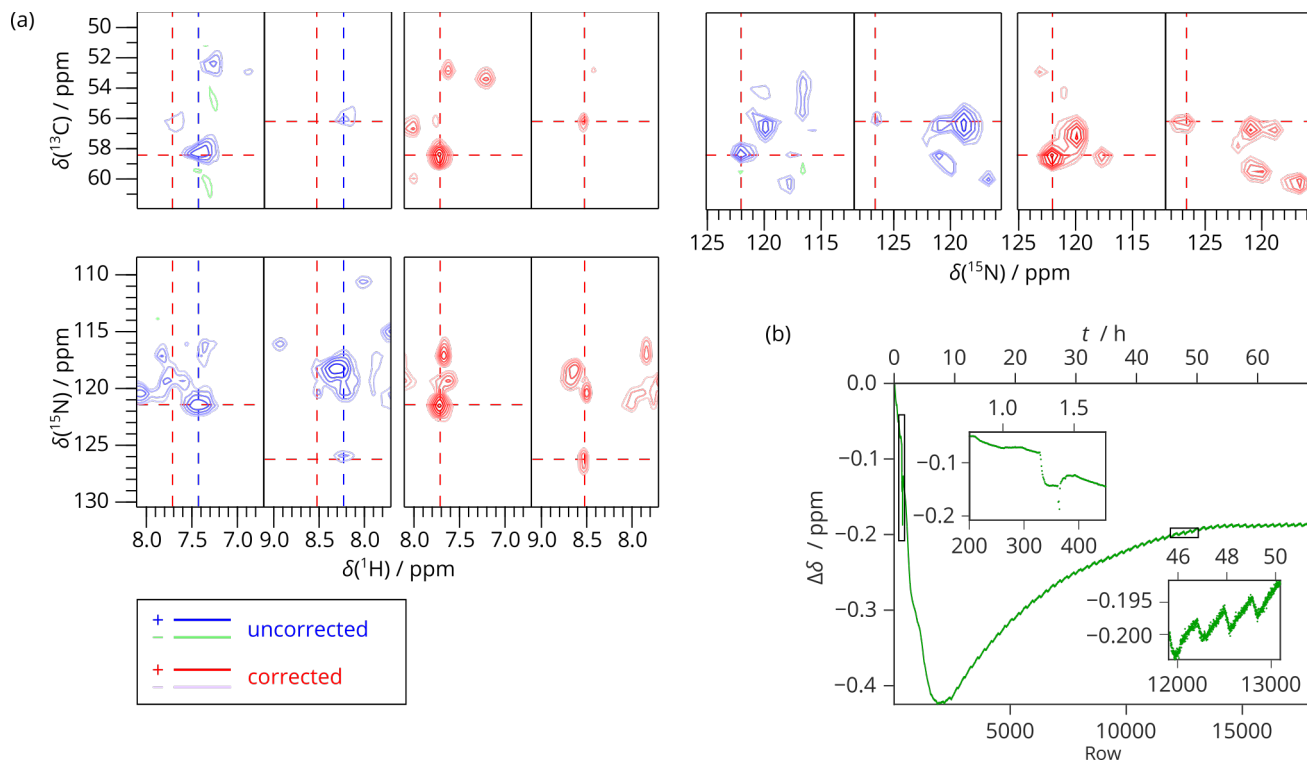 (a)
50
52
54
56
58
60
δ(¹³C) / ppm
110
115
120
125
130
δ(¹⁵N) / ppm
8.0 7.5 7.0 9.0 8.5 8.0 8.0 7.5 7.0 9.0 8.5 8.0
δ(¹H) / ppm
+
−
uncorrected
+
−
corrected
125 120 115 125 120 125 120 115 125 120
δ(¹⁵N) / ppm
(b)
t / h
0 10 20 30 40 50 60
0.0
−0.1
−0.2
−0.3
−0.4
Δδ / ppm
1.0 1.5
−0.1
−0.2
200 300 400
46 48 50
−0.195
−0.200
12000 13000
5000 10000 15000
Row